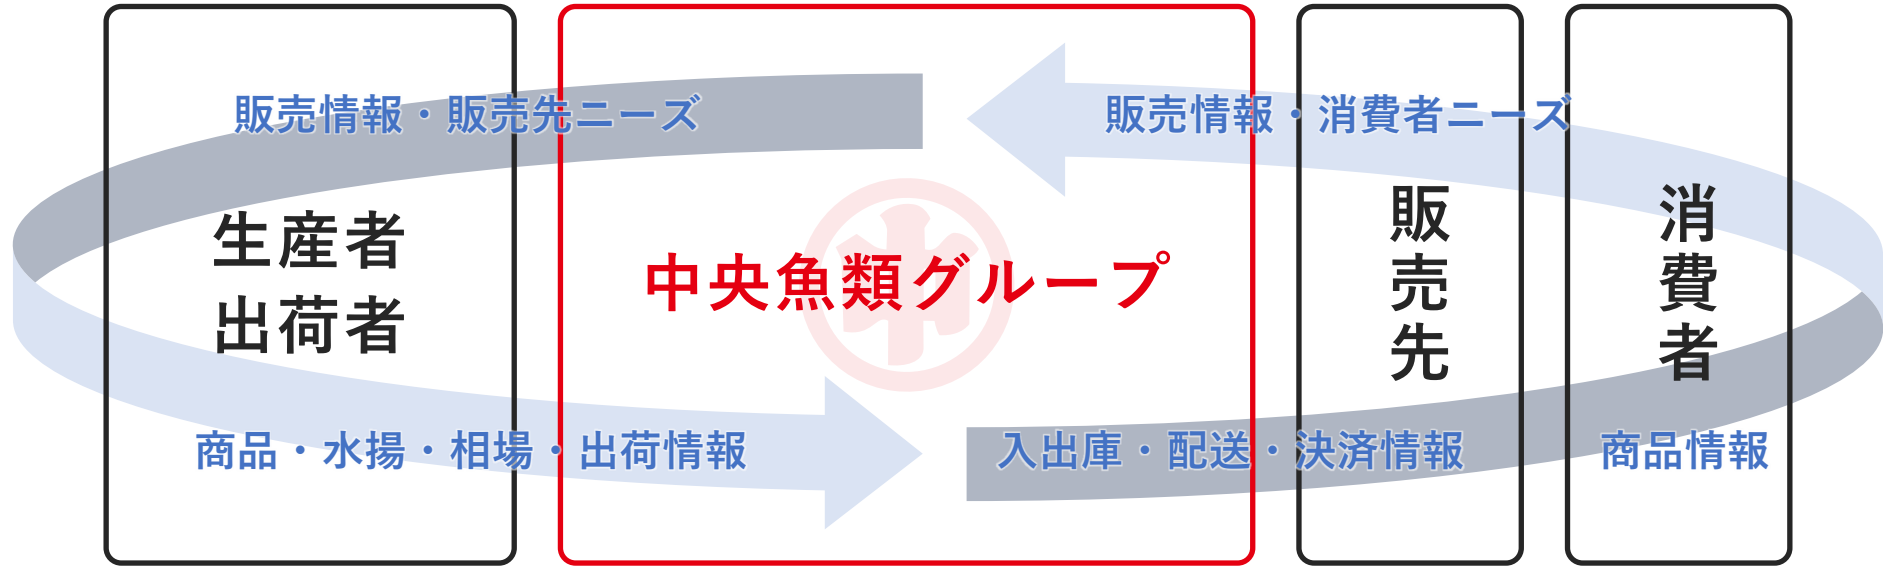 販売情報・販売先ニーズ
販売情報・消費者ニーズ
生産者
出荷者
中央魚類グループ
販売先
消費者
商品・水揚・相場・出荷情報
入出庫・配送・決済情報
商品情報